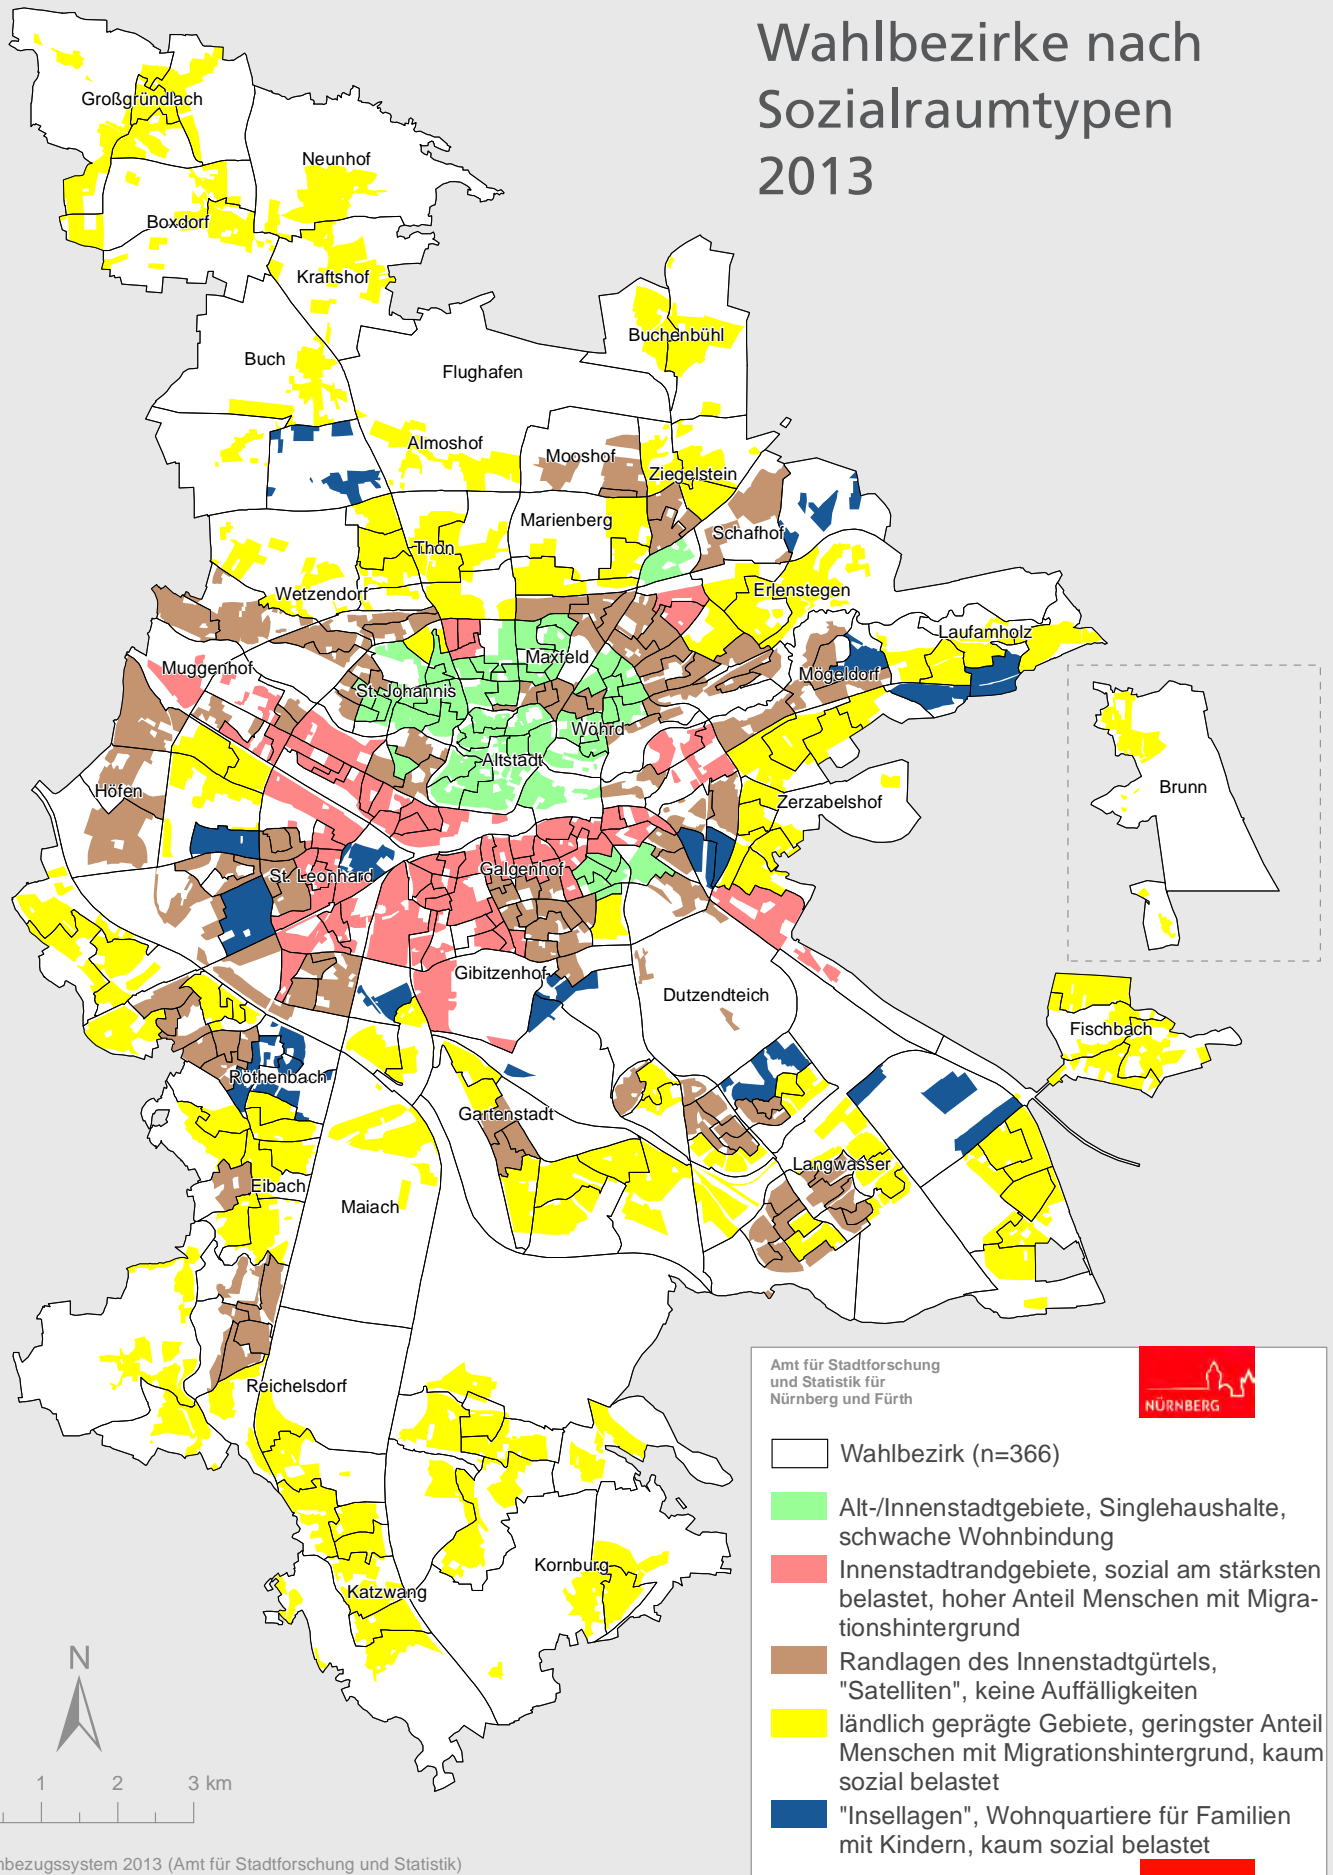 Wahlbezirke nach
Sozialraumtypen
2013
Großgründlach
Neunhof
Boxdorf
Kraftshof
Buch
Buchenbühl
Flughafen
Almoshof
Mooshof
Ziegelstein
Marienberg
Schafhof
Thon
Wetzendorf
Erlenstegen
Laufamholz
Maxfeld
Muggenhof
Mögeldorf
St. Johannis
Wöhrd
Altstadt
Höfen
Zerzabelshof
Brunn
St. Leonhard
Galgenhof
Gibitzenhof
Dutzendteich
Fischbach
Röthenbach
Gartenstadt
Langwasser
Eibach
Maiach
Reichelsdorf
Kornburg
Katzwang
Amt für Stadtforschung
und Statistik für
Nürnberg und Fürth
NÜRNBERG
Wahlbezirk (n=366)
Alt-/Innenstadtgebiete, Singlehaushalte,
schwache Wohnbindung
Innenstadtrandgebiete, sozial am stärksten
belastet, hoher Anteil Menschen mit Migra-
tionshintergrund
Randlagen des Innenstadtgürtels,
"Satelliten", keine Auffälligkeiten
ländlich geprägte Gebiete, geringster Anteil
Menschen mit Migrationshintergrund, kaum
sozial belastet
"Insellagen", Wohnquartiere für Familien
mit Kindern, kaum sozial belastet
N
1 2 3 km
nbezugssystem 2013 (Amt für Stadtforschung und Statistik)